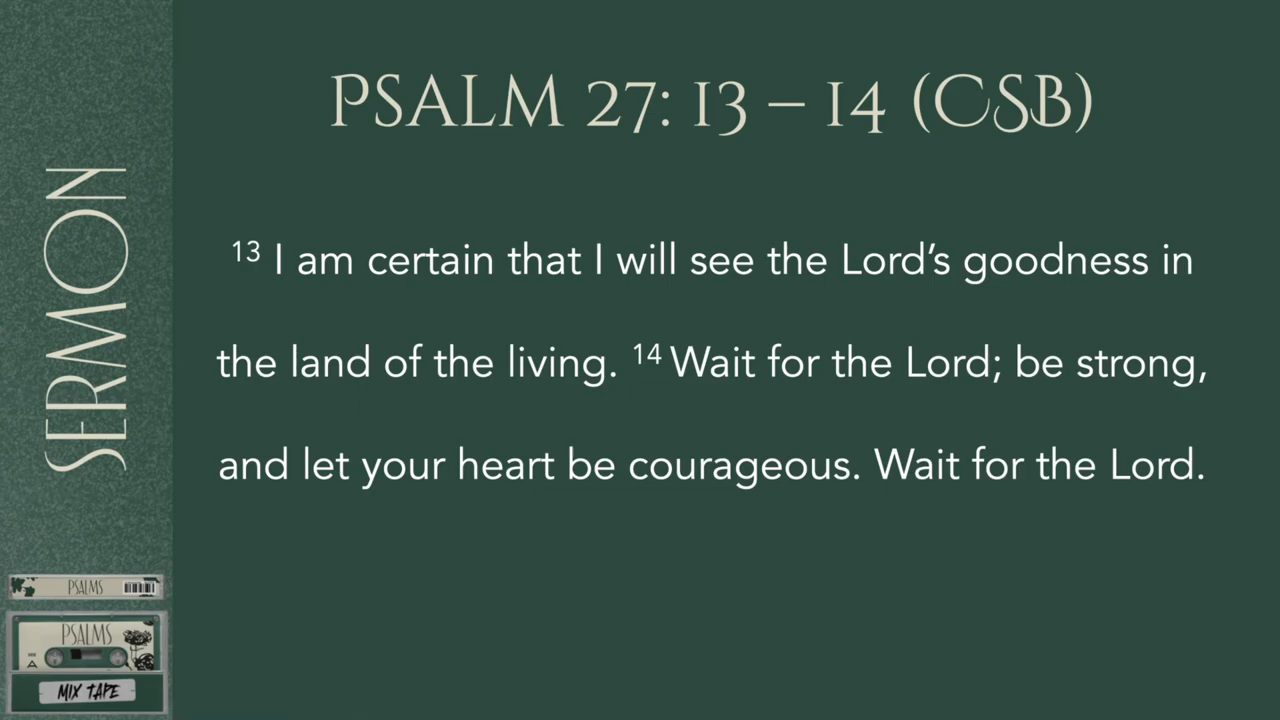 PSALM 27: 13 – 14 (CSB)
SERMON
13 I am certain that I will see the Lord’s goodness in
the land of the living. 14 Wait for the Lord; be strong,
and let your heart be courageous. Wait for the Lord.
PSALMS
PSALMS
A
MIX TAPE